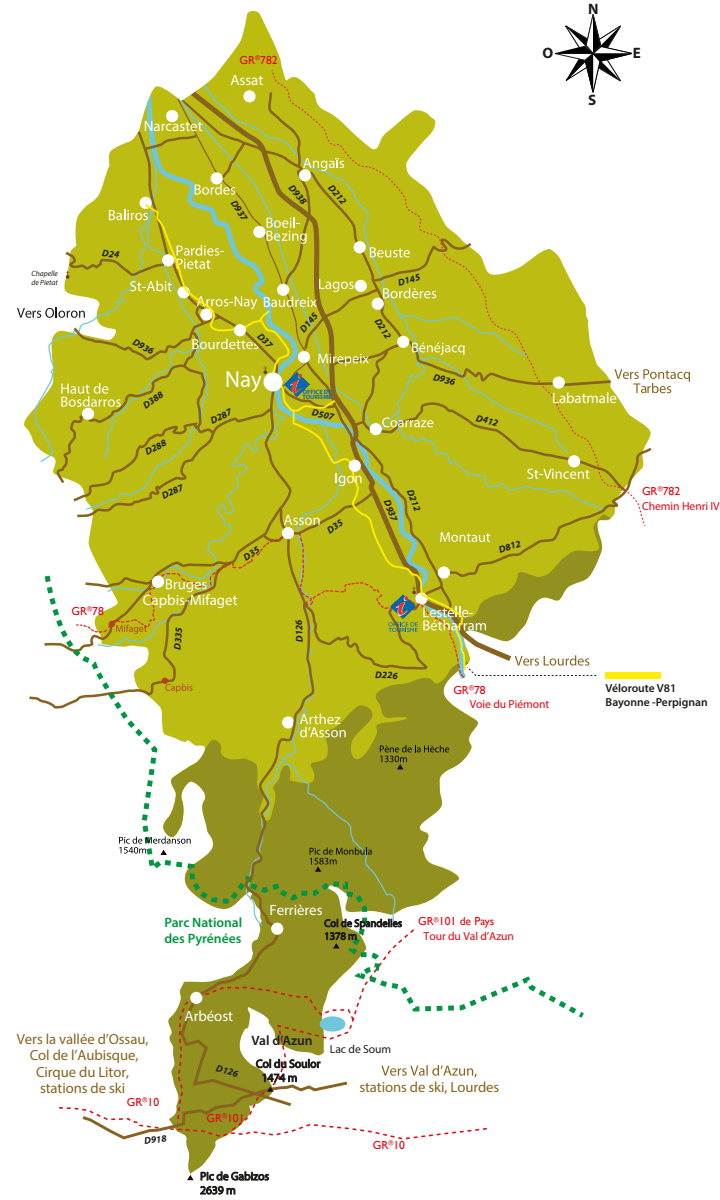 N
O
E
S
GR®782
Assat
Narcastet
Angaïs
Bordes
D938
D212
D937
Baliros
Boeil-
Bezing
D24
Pardies-
Pietat
Beuste
Chapelle
de Pietat
St-Abit
Lagos
D145
Bordères
Vers Oloron
Arros-Nay
Baudreix
D145
D212
D936
Bourdettes
D37
Bénéjacq
Mirepeix
Nay
OFFICE DE
TOURISME
D936
Vers Pontacq
Tarbes
Labatmale
Haut de
Bosdarros
D388
D287
D507
D412
Coarraze
D288
D287
Igon
St-Vincent
D212
D937
GR®782
Chemin Henri IV
Asson
D35
D35
Montaut
D812
Bruges
Capbis-Mifaget
GR®78
Mifaget
D335
D126
OFFICE DE
TOURISME
Lestelle-
Bétharram
Vers Lourdes
D226
Capbis
GR®78
Voie du Piémont
Véloroute V81
Bayonne -Perpignan
Arthez
d'Asson
Pène de la Hèche
1330m
Pic de Merdanson
1540m
Pic de Monbula
1583m
Ferrières
Parc National
des Pyrénées
Col de Spandelles
1378 m
GR®101 de Pays
Tour du Val d'Azun
Arbéost
Vers la vallée d'Ossau,
Col de l'Aubisque,
Cirque du Litor,
stations de ski
Val d'Azun
Lac de Soum
Col du Soulor
1474 m
D126
Vers Val d'Azun,
stations de ski, Lourdes
GR®10
GR®101
D918
GR®10
Pic de Gabizos
2639 m